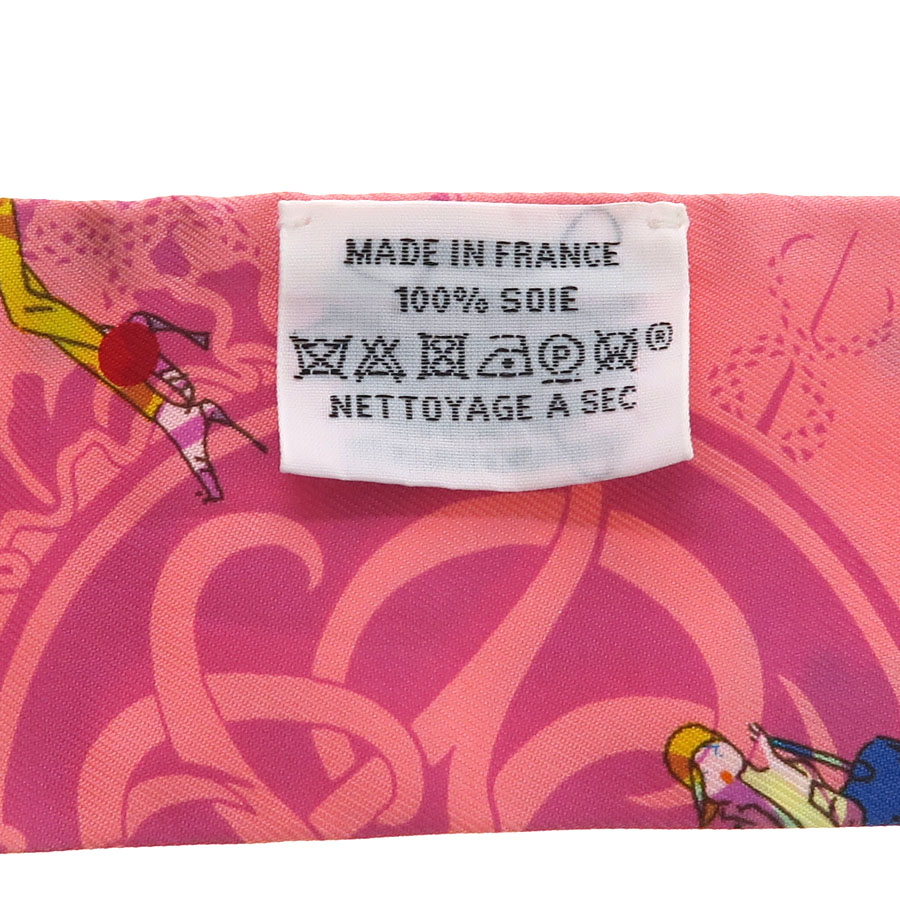 MADE IN FRANCE
100% SOIE
P ®
NETTOYAGE A SEC